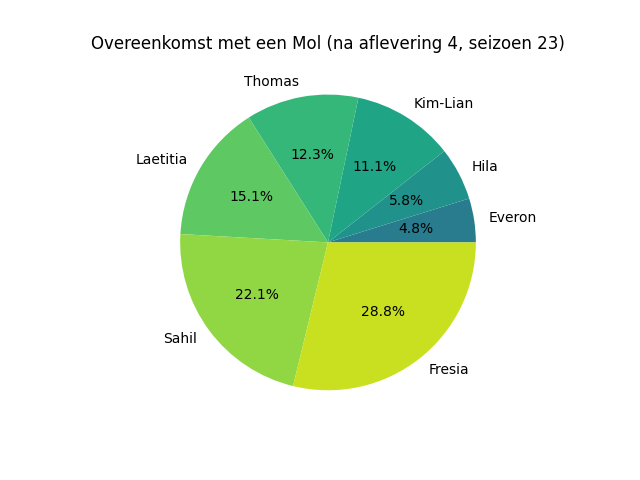 Overeenkomst met een Mol (na aflevering 4, seizoen 23)
Thomas
Kim-Lian
12.3%
Laetitia
11.1%
Hila
15.1%
5.8%
Everon
4.8%
22.1%
28.8%
Sahil
Fresia